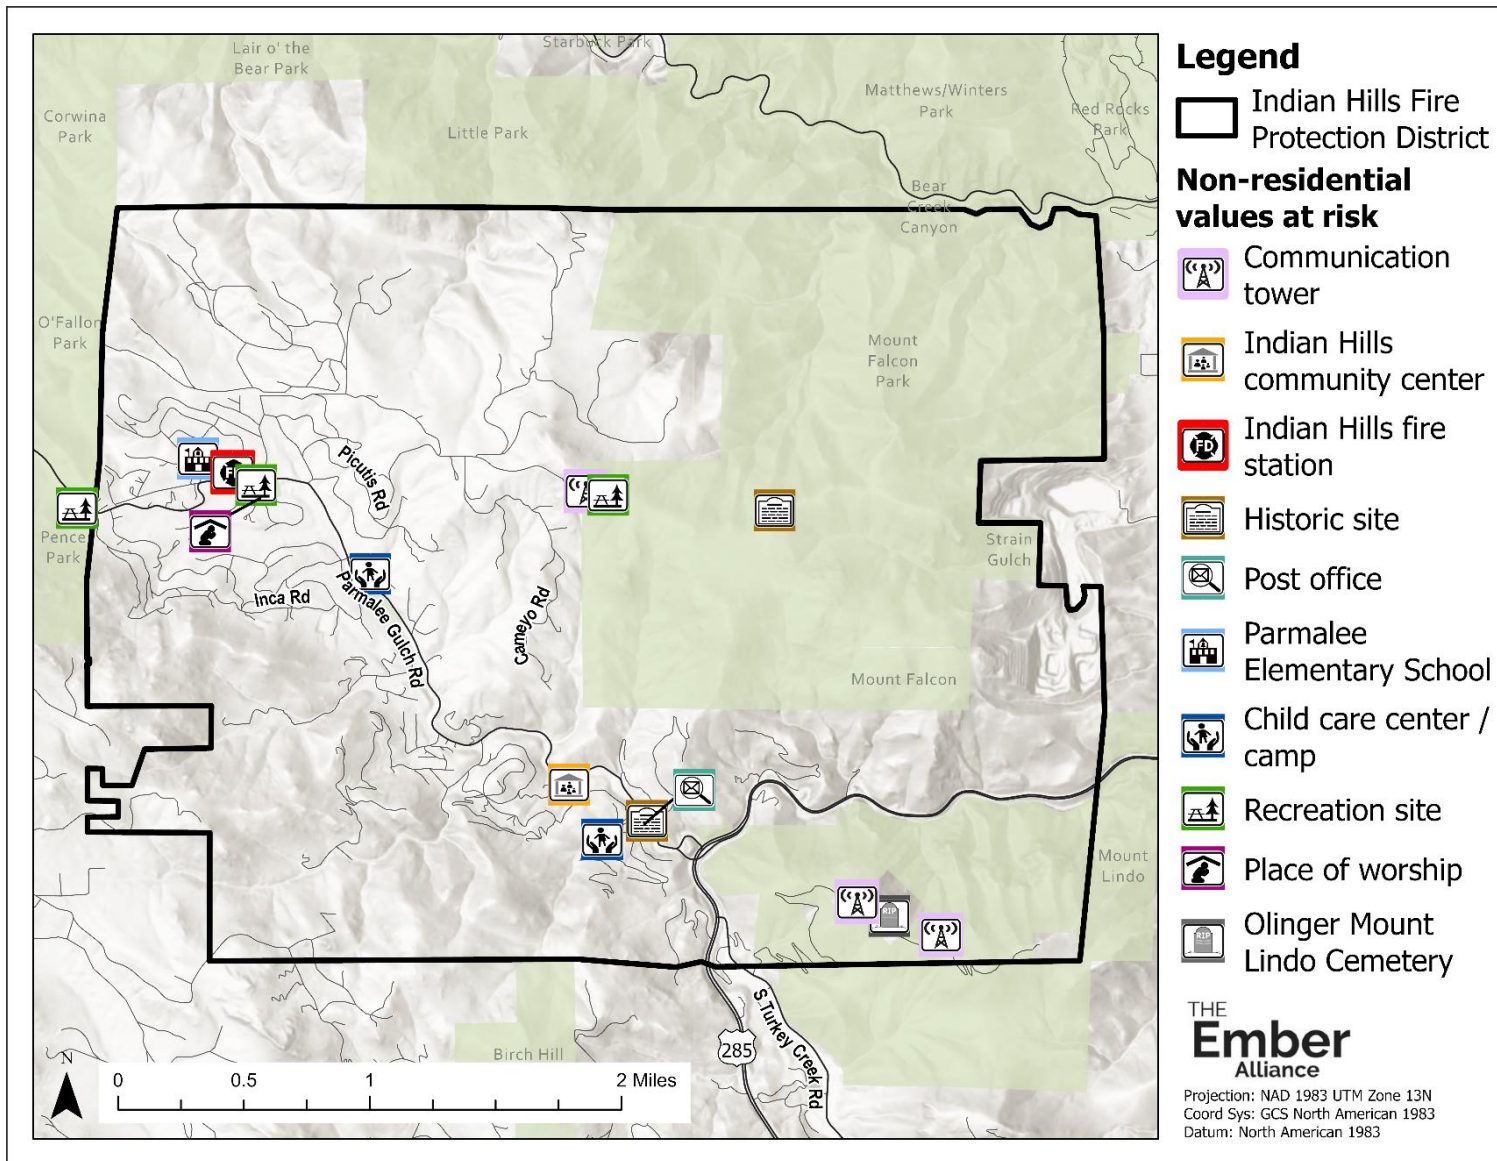 Lair o' the
Bear Park
Starbuck Park
Corwina
Park
Little Park
Matthews/Winters
Park
Red Rocks
Park
Bear
Creek
Canyon
O'Fallon
Park
Mount
Falcon
Park
Picutis Rd
FD
Pence
Park
Strain
Gulch
Inca Rd
Parmalee Gulch Rd
Cameyo Rd
Mount Falcon
Mount
Lindo
RIP
S Turkey Creek Rd
285
Birch Hill
N
0 0.5 1 2 Miles
Legend
Indian Hills Fire
Protection District
Non-residential
values at risk
Communication
tower
Indian Hills
community center
FD
Indian Hills fire
station
Historic site
Post office
Parmalee
Elementary School
Child care center /
camp
Recreation site
Place of worship
RIP
Olinger Mount
Lindo Cemetery
THE
Ember
Alliance
Projection: NAD 1983 UTM Zone 13N
Coord Sys: GCS North American 1983
Datum: North American 1983